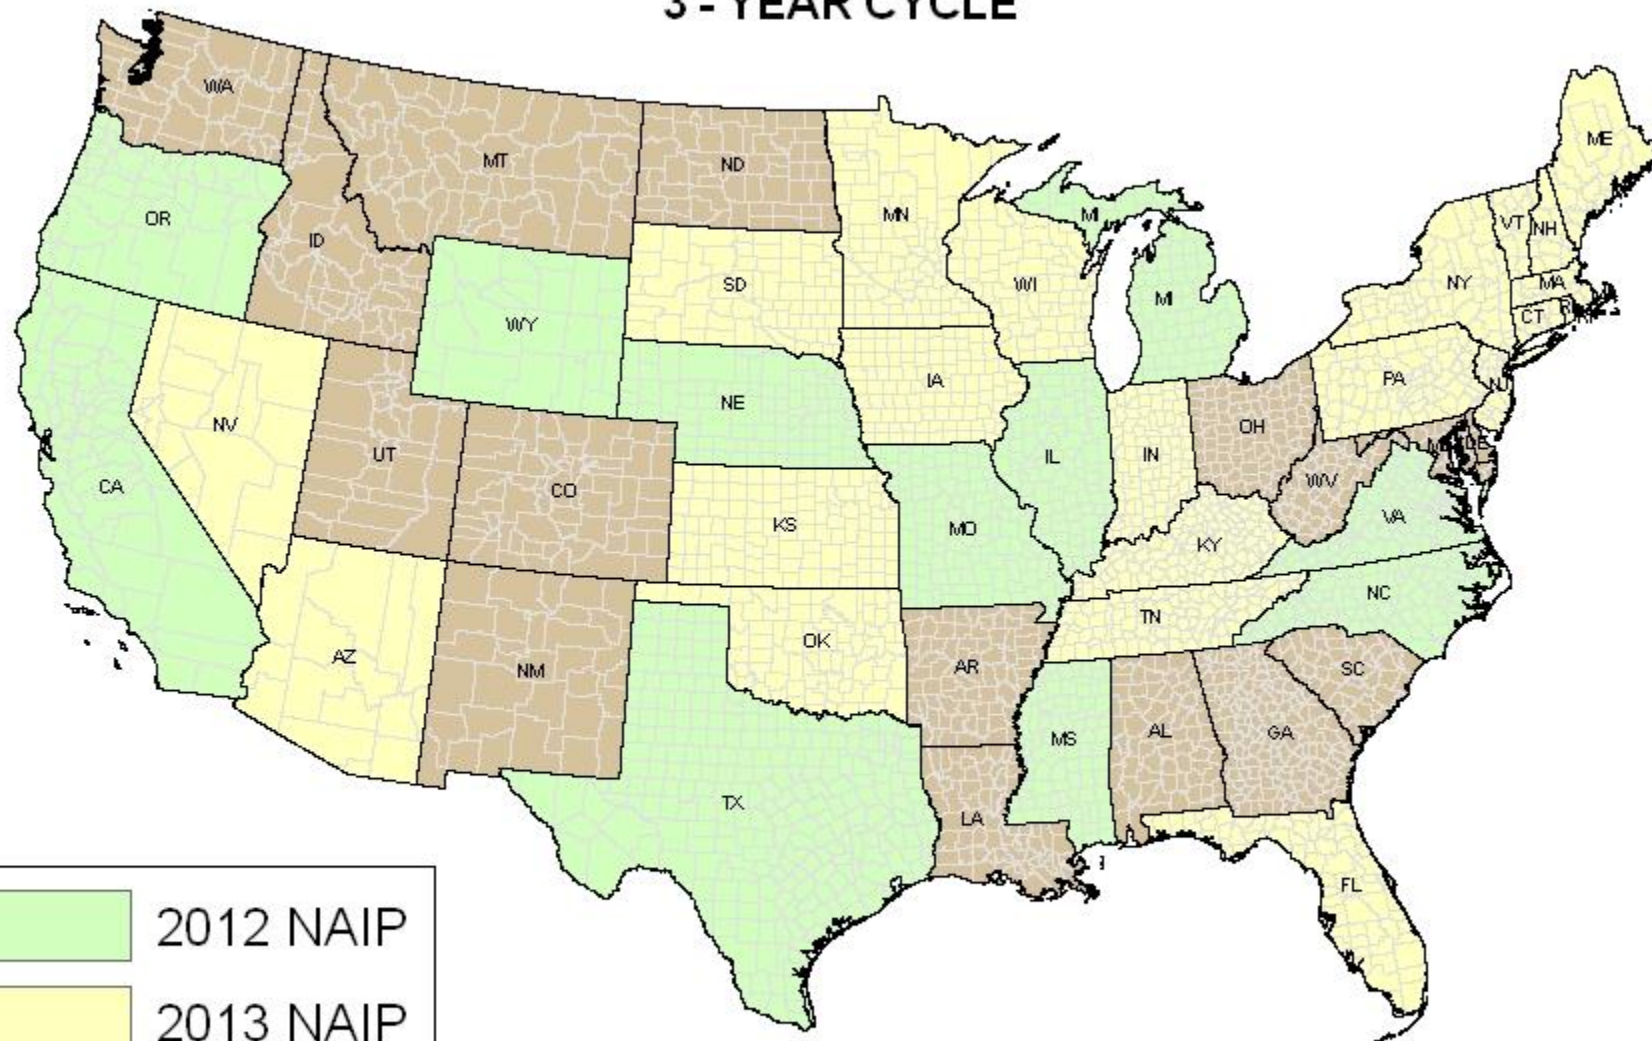 3 - YEAR CYCLE
WA
MT
ND
MN
ME
OR
ID
SD
WI
MI
MI
VT
NH
NY
MA
CT
WY
IA
PA
NJ
NE
NV
UT
CO
CA
KS
MO
IL
IN
OH
WV
DE
VA
KY
NC
TN
AZ
NM
OK
AR
SC
MS
AL
GA
TX
LA
FL
2012 NAIP
2013 NAIP